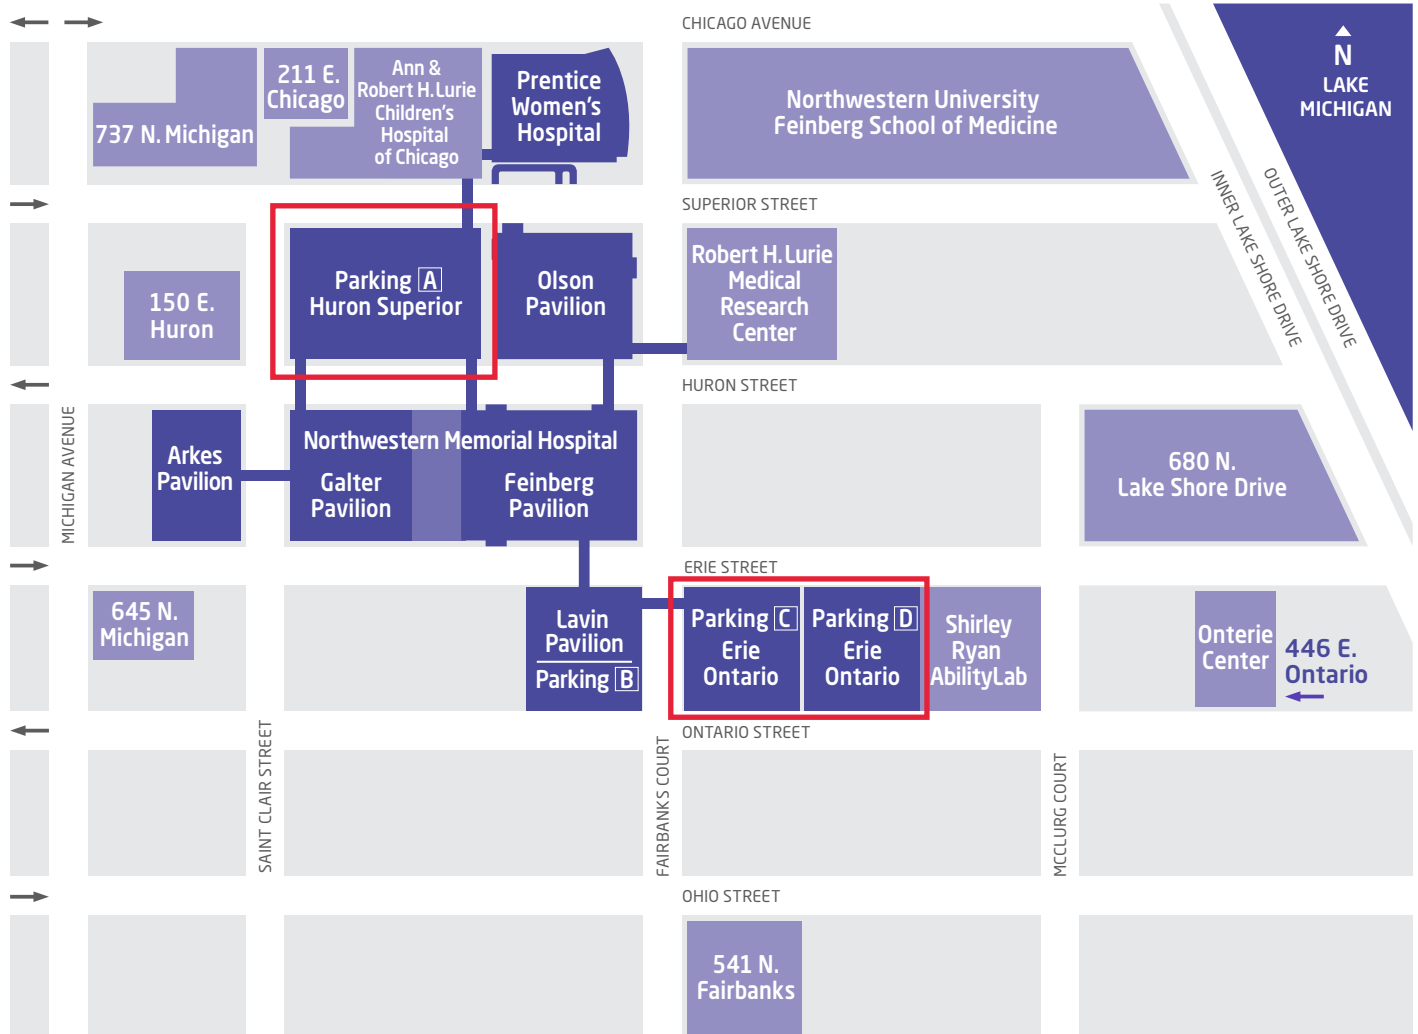 CHICAGO AVENUE
N
LAKE
MICHIGAN
737 N. Michigan
211 E.
Chicago
Ann &
Robert H. Lurie
Children's
Hospital
of Chicago
Prentice
Women's
Hospital
Northwestern University
Feinberg School of Medicine
INNER LAKE SHORE DRIVE
OUTER LAKE SHORE DRIVE
SUPERIOR STREET
150 E.
Huron
Parking A
Huron Superior
Olson
Pavilion
Robert H. Lurie
Medical
Research
Center
HURON STREET
MICHIGAN AVENUE
Arkes
Pavilion
Northwestern Memorial Hospital
Galter
Pavilion
Feinberg
Pavilion
680 N.
Lake Shore Drive
ERIE STREET
645 N.
Michigan
Lavin
Pavilion
Parking B
Parking C
Erie
Ontario
Parking D
Erie
Ontario
Shirley
Ryan
AbilityLab
Onterie
Center
446 E.
Ontario
ONTARIO STREET
SAINT CLAIR STREET
FAIRBANKS COURT
MCCLURG COURT
OHIO STREET
541 N.
Fairbanks